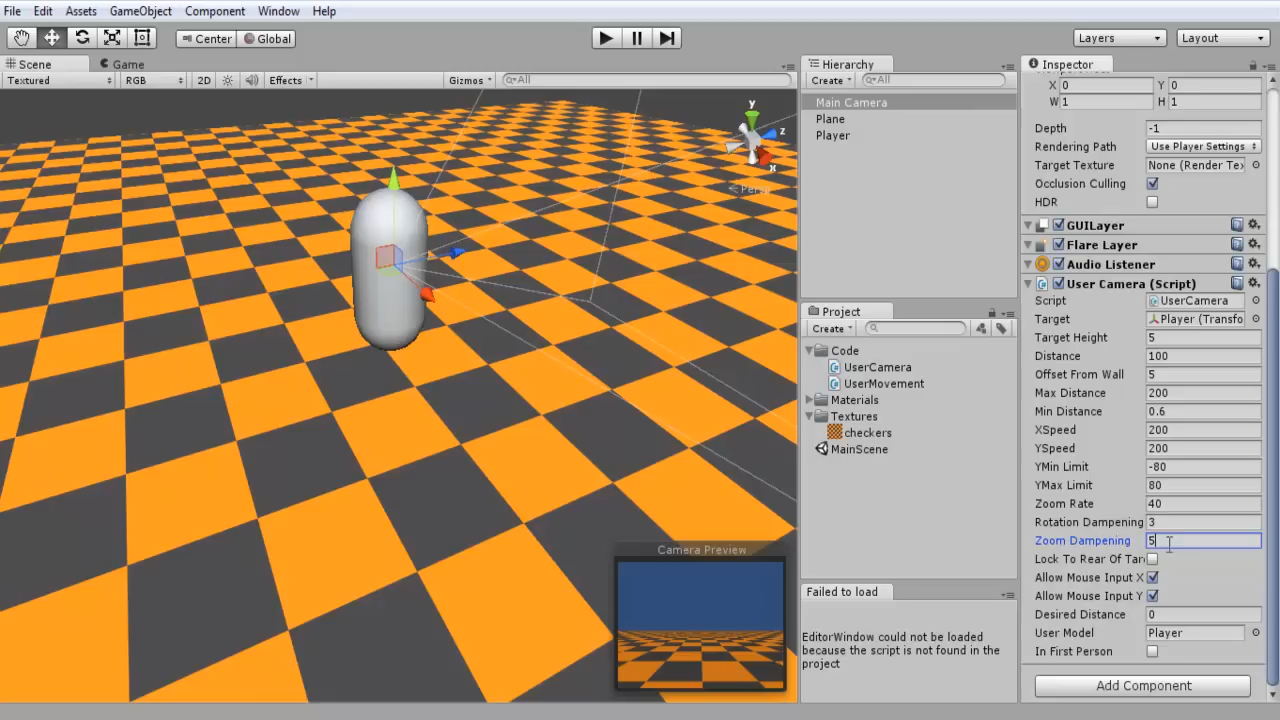 File Edit Assets GameObject Component Window Help
Center Global Layers Layout
Scene Game
Textured RGB 2D Effects Gizmos All
y
z
x
Persp
Camera Preview
Hierarchy
Create All
Main Camera
Plane
Player
Project
Create
Code
UserCamera
UserMovement
Materials
Textures
checkers
MainScene
Failed to load
EditorWindow could not be loaded
because the script is not found in the
project
Inspector
X 0 Y 0
W 1 H 1
Depth -1
Rendering Path Use Player Settings
Target Texture None (Render Tex
Occlusion Culling
HDR
GUILayer
Flare Layer
Audio Listener
User Camera (Script)
Script UserCamera
Target Player (Transfo
Target Height 5
Distance 100
Offset From Wall 5
Max Distance 200
Min Distance 0.6
XSpeed 200
YSpeed 200
YMin Limit -80
YMax Limit 80
Zoom Rate 40
Rotation Dampening 3
Zoom Dampening 5
Lock To Rear Of Tar
Allow Mouse Input X
Allow Mouse Input Y
Desired Distance 0
User Model Player
In First Person
Add Component